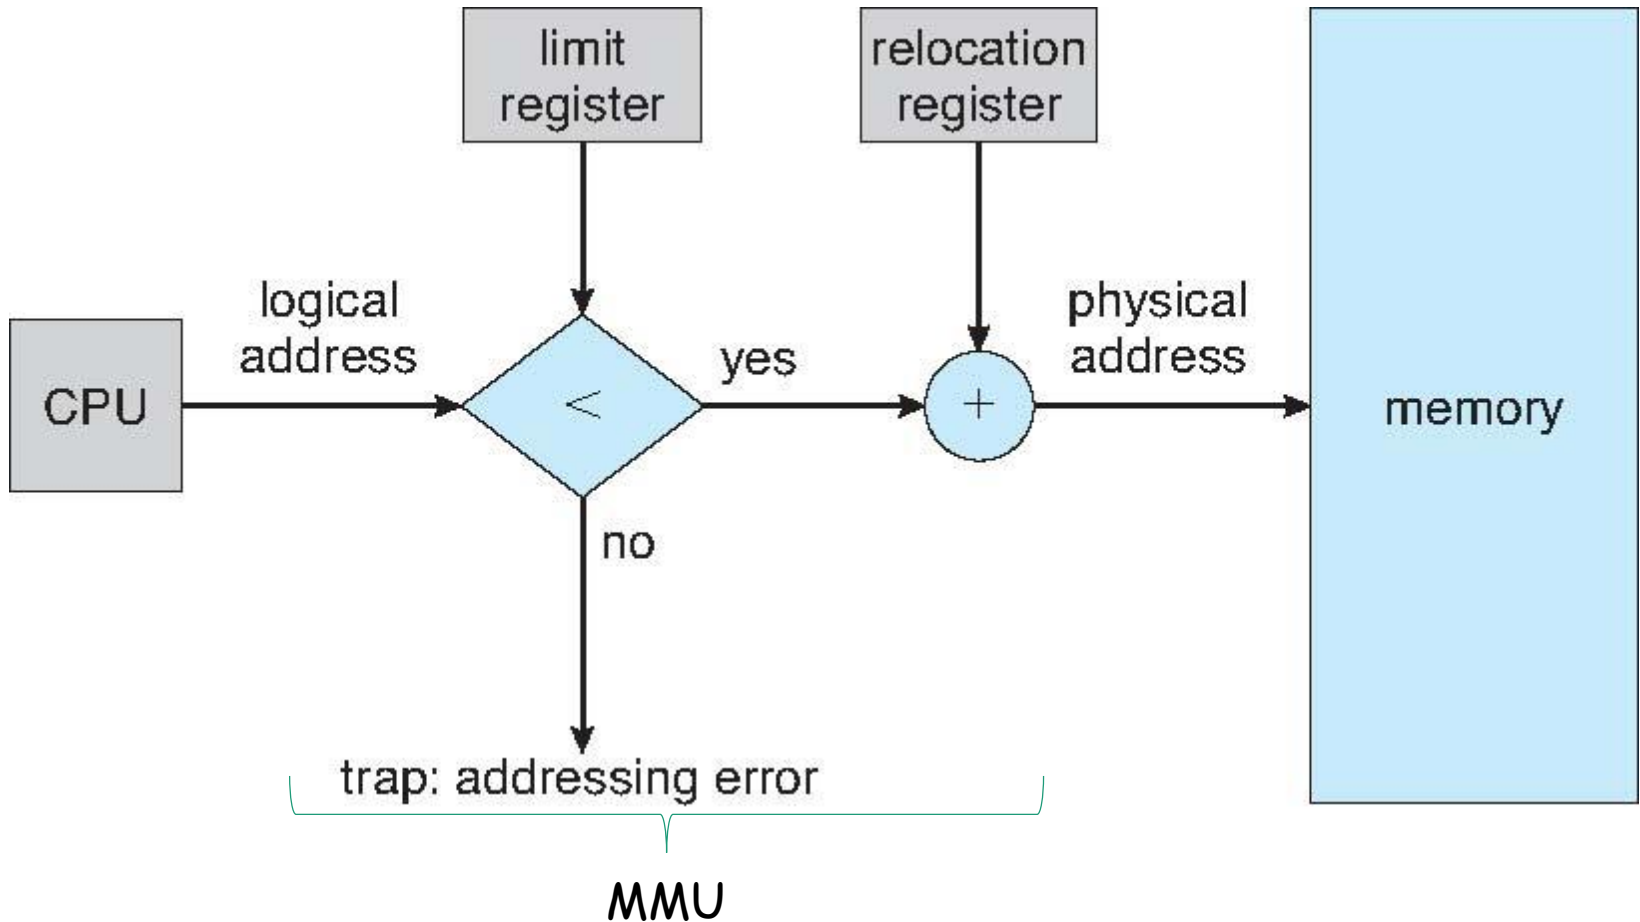 limit
register
relocation
register
logical
address
physical
address
yes
CPU
<
+
memory
no
trap: addressing error
MMU